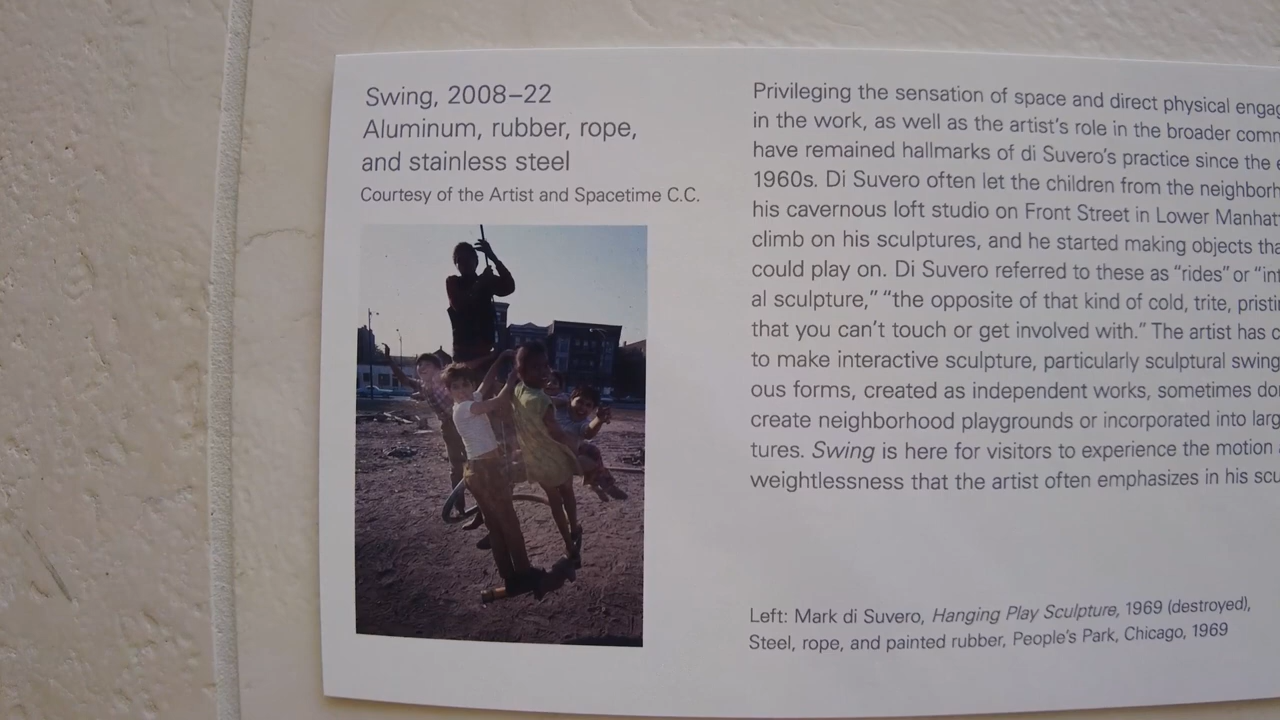 Swing, 2008–22
Aluminum, rubber, rope,
and stainless steel
Courtesy of the Artist and Spacetime C.C.
Privileging the sensation of space and direct physical
in the work, as well as the artist's role in the broader
have remained hallmarks of di Suvero's practice since the
1960s. Di Suvero often let the children from the
his cavernous loft studio on Front Street in Lower
climb on his sculptures, and he started making objects
could play on. Di Suvero referred to these as “rides” or
al sculpture,” “the opposite of that kind of cold, trite,
that you can't touch or get involved with.” The artist has
to make interactive sculpture, particularly sculptural
ous forms, created as independent works, sometimes
create neighborhood playgrounds or incorporated into
tures. Swing is here for visitors to experience the motion
weightlessness that the artist often emphasizes in his
Left: Mark di Suvero, Hanging Play Sculpture, 1969 (destroyed),
Steel, rope, and painted rubber, People's Park, Chicago, 1969